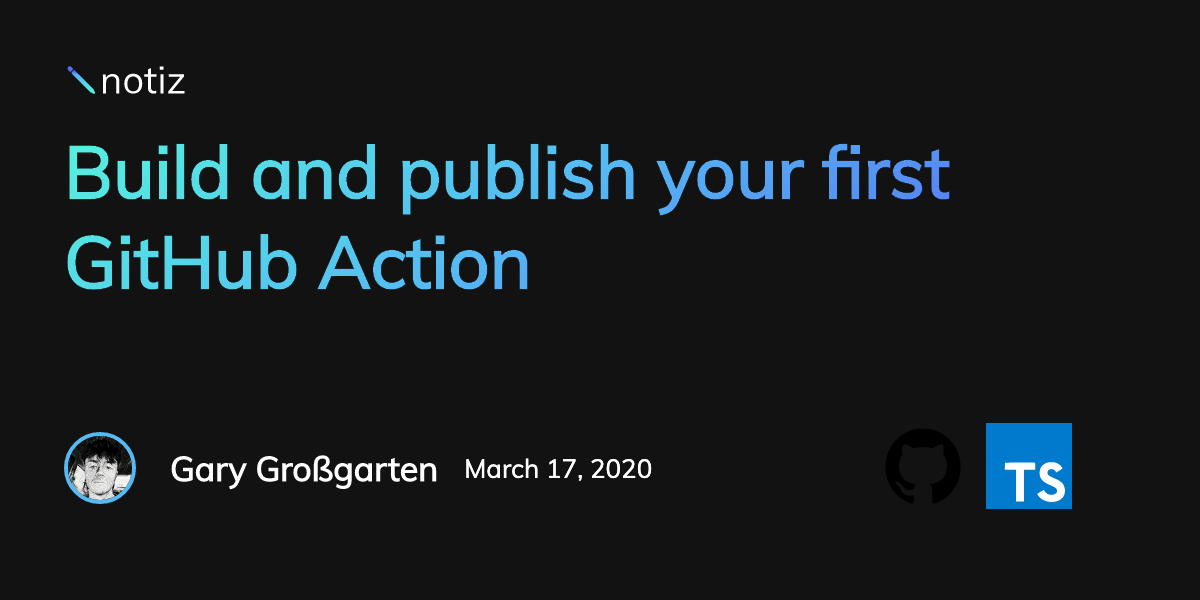 notiz
Build and publish your first
GitHub Action
Gary Großgarten March 17, 2020
TS